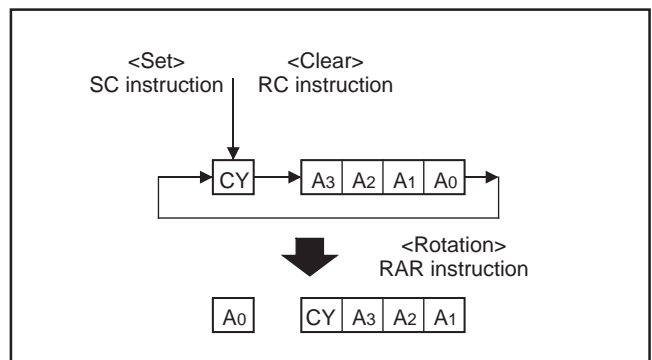 <Set> <Clear>
SC instruction RC instruction
CY A3 A2 A1 A0
<Rotation>
RAR instruction
A0 CY A3 A2 A1